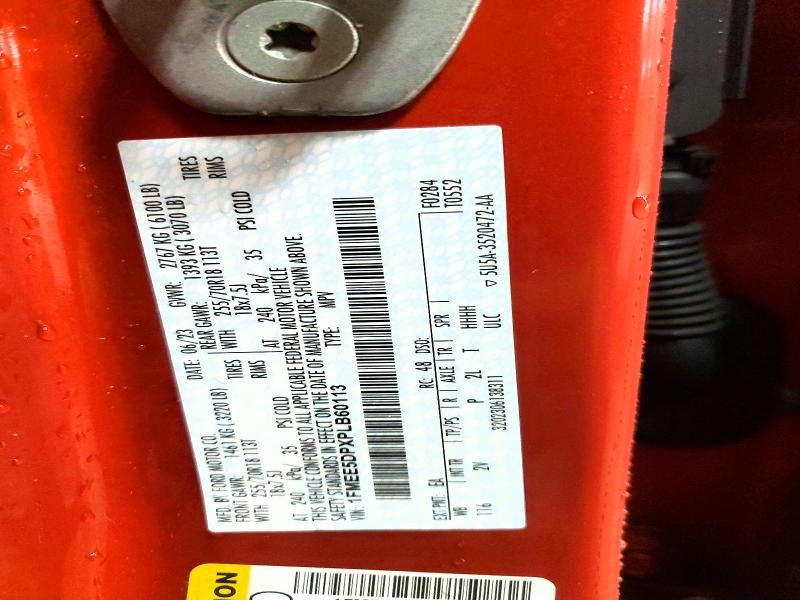 MFD. BY FORD MOTOR CO.
DATE: 06/23 GVWR: 2767 KG (6100 LB)
FRONT GAWR: 1461 KG (3220 LB) REAR GAWR: 1393 KG (3070 LB)
WITH 255/70R18 113T TIRES WITH 255/70R18 113T TIRES
18x7.5J RIMS 18x7.5J RIMS
AT 240 kPa/ 35 PSI COLD AT 240 kPa/ 35 PSI COLD
THIS VEHICLE CONFORMS TO ALL APPLICABLE FEDERAL MOTOR VEHICLE
SAFETY STANDARDS IN EFFECT ON THE DATE OF MANUFACTURE SHOWN ABOVE.
VIN: 1FMEE5DPXPLB60113 TYPE: MPV
F0284
T0552
EXT PNT: EA RC: 48 DSO:
WB INT TR TP/PS R AXLE TR SPR
116 2V P 2L T HHHH
ULC
3202306138311 ▽ 5U5A-3520472-AA
ION